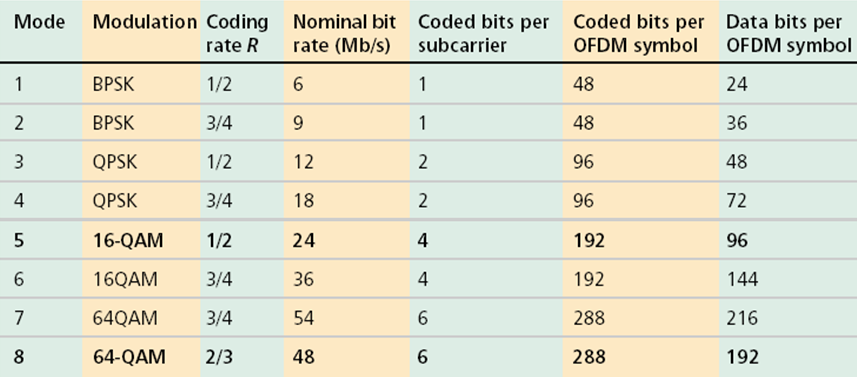 Mode Modulation Coding rate R Nominal bit rate (Mb/s) Coded bits per subcarrier Coded bits per OFDM symbol Data bits per OFDM symbol
1 BPSK 1/2 6 1 48 24
2 BPSK 3/4 9 1 48 36
3 QPSK 1/2 12 2 96 48
4 QPSK 3/4 18 2 96 72
5 16-QAM 1/2 24 4 192 96
6 16QAM 3/4 36 4 192 144
7 64QAM 3/4 54 6 288 216
8 64-QAM 2/3 48 6 288 192